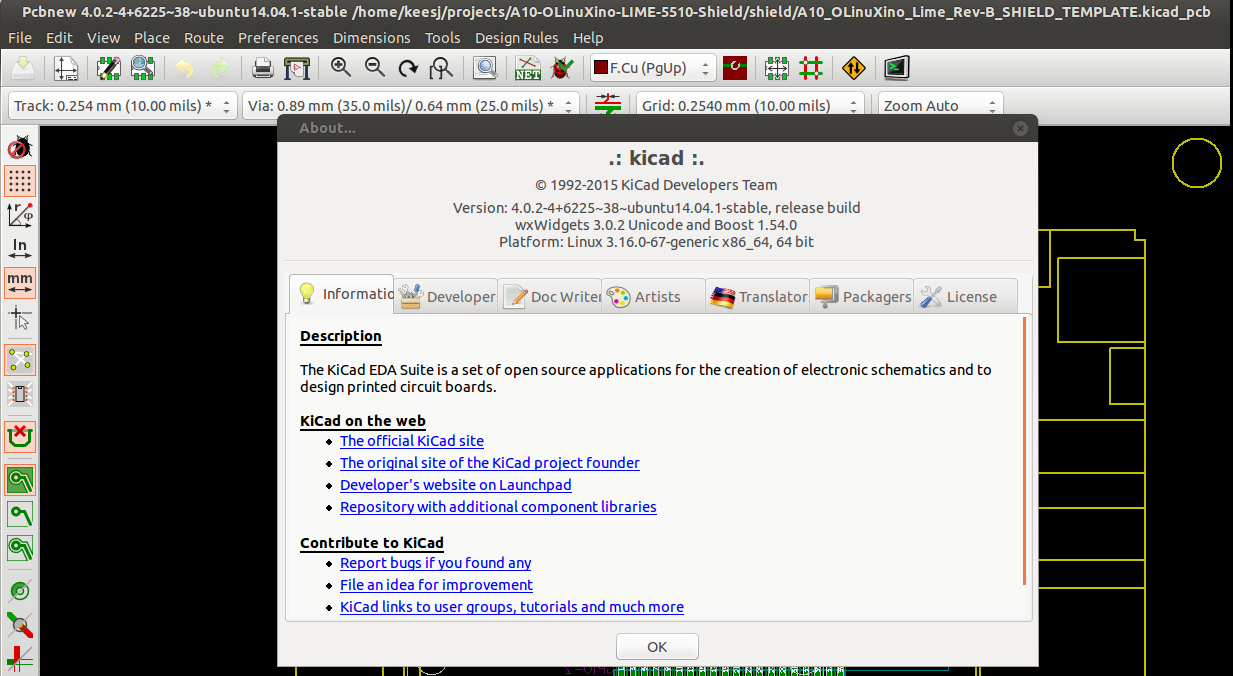 Pcbnew 4.0.2-4+6225~38~ubuntu14.04.1-stable /home/keesj/projects/A10-OLinuXino-LIME-5510-Shield/shield/A10_OLinuXino_Lime_Rev-B_SHIELD_TEMPLATE.kicad_pcb
File Edit View Place Route Preferences Dimensions Tools Design Rules Help
NET
F.Cu (PgUp)
Track: 0.254 mm (10.00 mils) *
Via: 0.89 mm (35.0 mils)/ 0.64 mm (25.0 mils) *
Grid: 0.2540 mm (10.00 mils)
Zoom Auto
r
φ
In
mm
About...
.: kicad :.
© 1992-2015 KiCad Developers Team
Version: 4.0.2-4+6225~38~ubuntu14.04.1-stable, release build
wxWidgets 3.0.2 Unicode and Boost 1.54.0
Platform: Linux 3.16.0-67-generic x86_64, 64 bit
Informatio
Developer
Doc Writer
Artists
Translator
Packagers
License
Description
The KiCad EDA Suite is a set of open source applications for the creation of electronic schematics and to
design printed circuit boards.
KiCad on the web
The official KiCad site
The original site of the KiCad project founder
Developer's website on Launchpad
Repository with additional component libraries
Contribute to KiCad
Report bugs if you found any
File an idea for improvement
KiCad links to user groups, tutorials and much more
OK